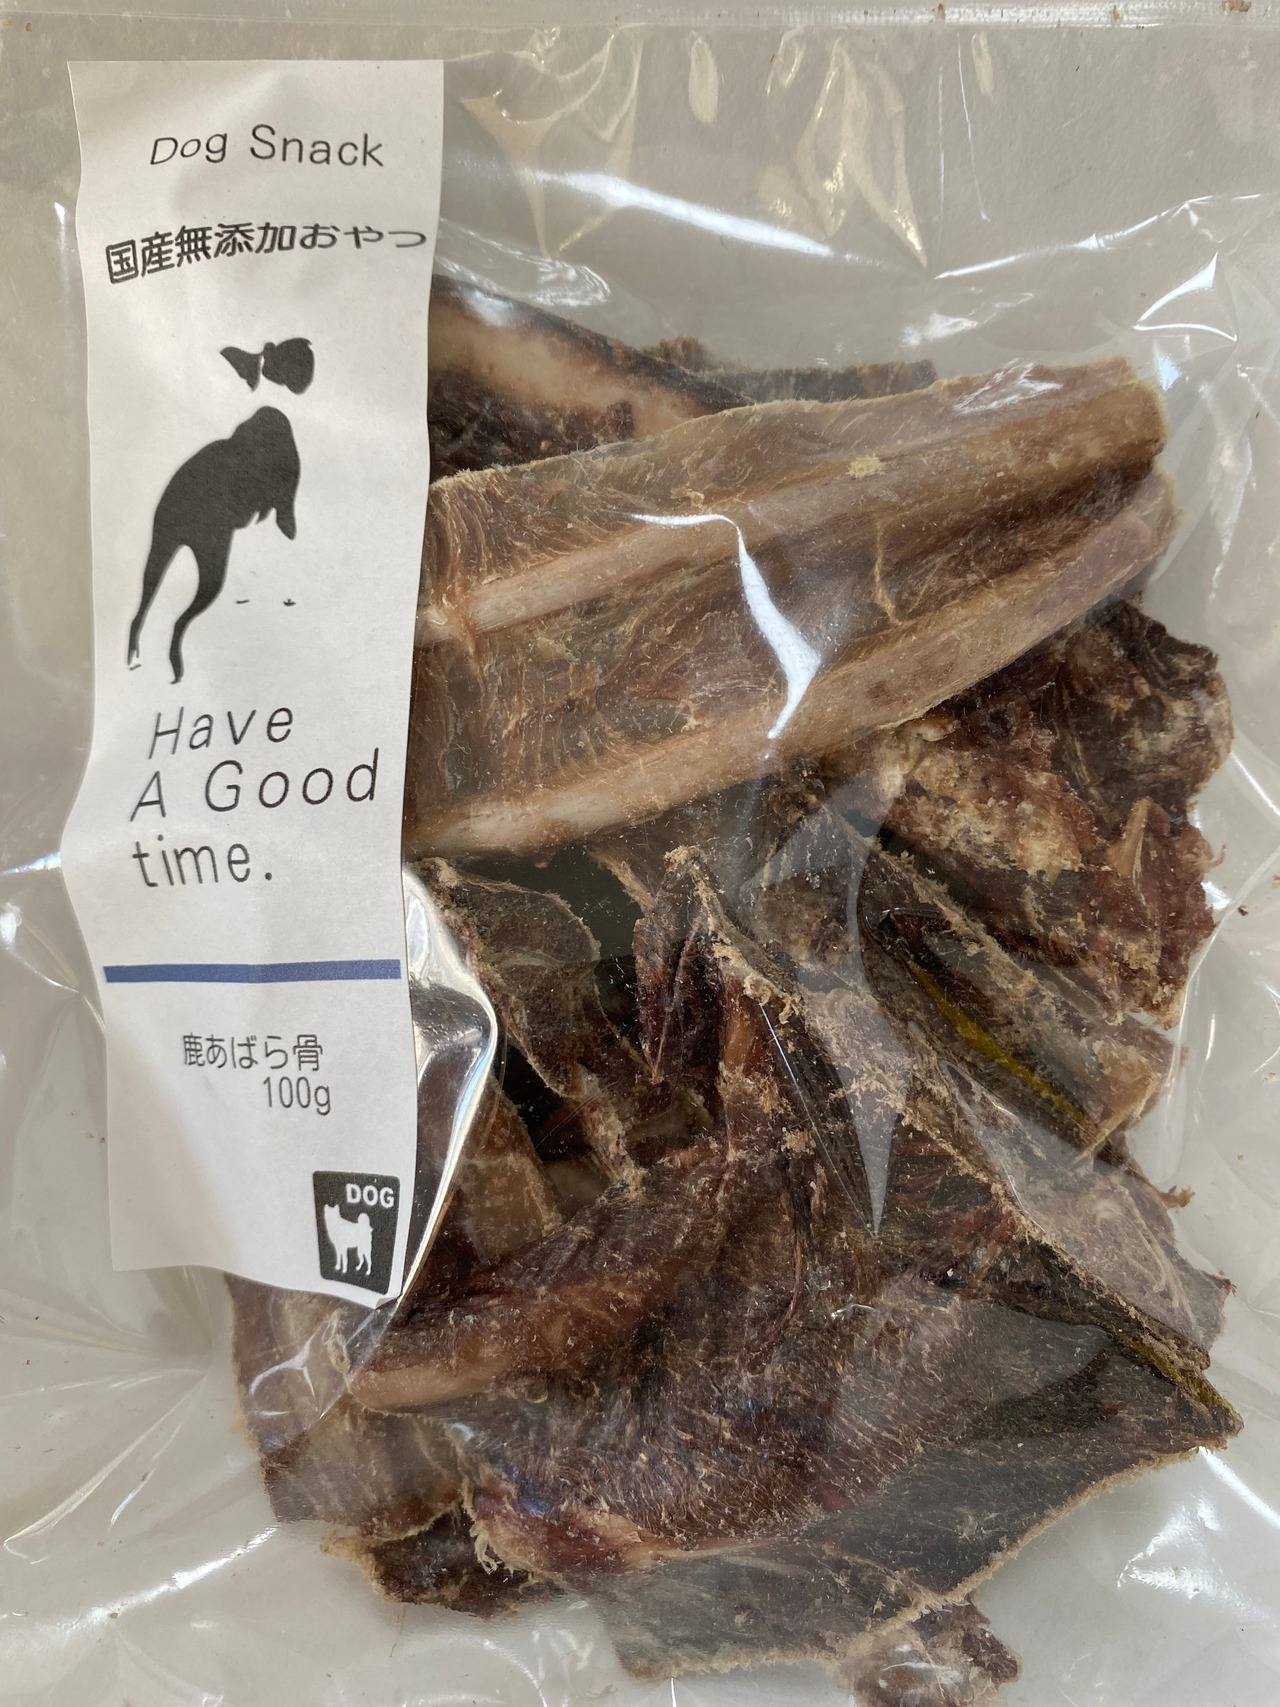 Dog Snack
国産無添加おやつ
Have
A Good
time.
鹿あばら骨
100g
DOG